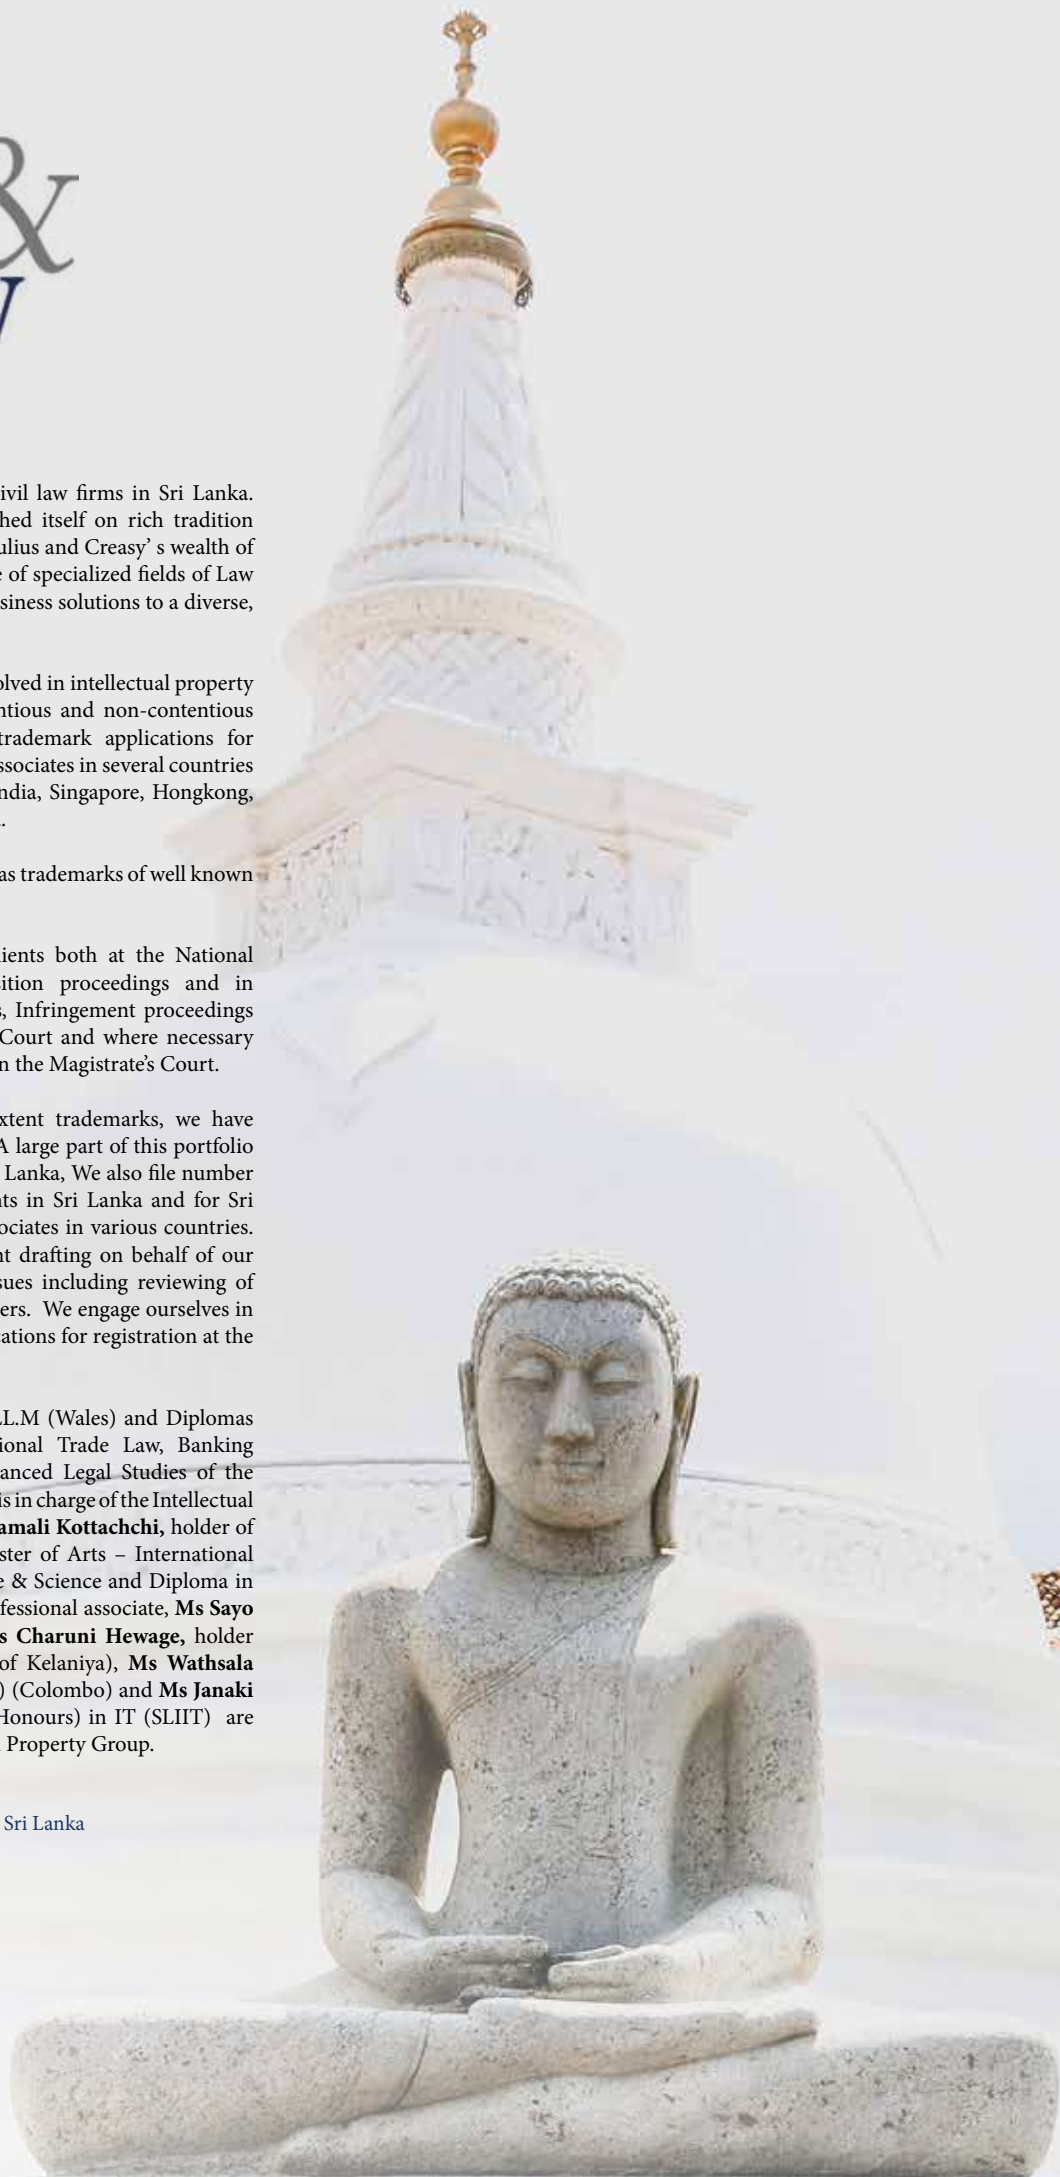 &
ivil law firms in Sri Lanka.
hed itself on rich tradition
ulius and Creasy’ s wealth of
e of specialized fields of Law
siness solutions to a diverse,
olved in intellectual property
ntious and non-contentious
trademark applications for
ssociates in several countries
ndia, Singapore, Hongkong,
.
as trademarks of well known
ients both at the National
ition proceedings and in
s, Infringement proceedings
Court and where necessary
n the Magistrate’s Court.
xtent trademarks, we have
A large part of this portfolio
Lanka, We also file number
nts in Sri Lanka and for Sri
ociates in various countries.
nt drafting on behalf of our
sues including reviewing of
ers. We engage ourselves in
cations for registration at the
LL.M (Wales) and Diplomas
ional Trade Law, Banking
anced Legal Studies of the
is in charge of the Intellectual
amali Kottachchi, holder of
ster of Arts – International
e & Science and Diploma in
fessional associate, Ms Sayo
s Charuni Hewage, holder
of Kelaniya), Ms Wathsala
) (Colombo) and Ms Janaki
Honours) in IT (SLIIT) are
Property Group.
Sri Lanka